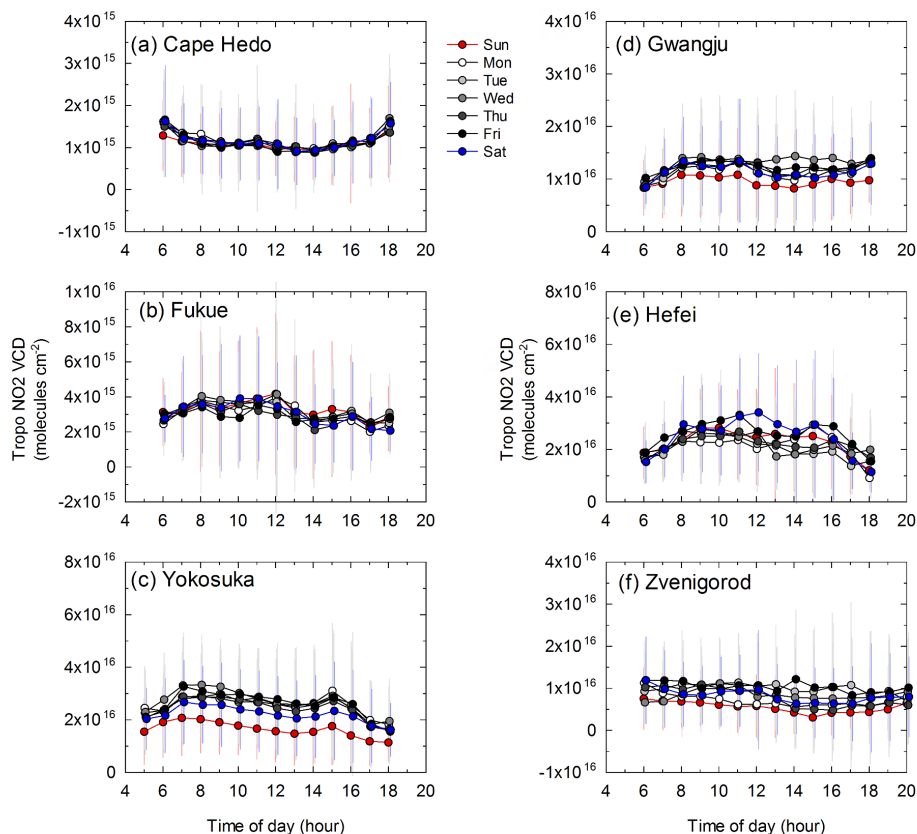 (a) Cape Hedo
4x10 15
3x10 15
2x10 15
1x10 15
0
-1x10 15
4 6 8 10 12 14 16 18 20
Sun
Mon
Tue
Wed
Thu
Fri
Sat
(d) Gwangju
4x10 16
3x10 16
2x10 16
1x10 16
0
4 6 8 10 12 14 16 18 20
(b) Fukue
1x10 16
8x10 15
6x10 15
4x10 15
2x10 15
0
-2x10 15
Tropo NO2 VCD
(molecules cm-2)
4 6 8 10 12 14 16 18 20
(e) Hefei
8x10 16
6x10 16
4x10 16
2x10 16
0
Tropo NO2 VCD
(molecules cm-2)
4 6 8 10 12 14 16 18 20
(c) Yokosuka
8x10 16
6x10 16
4x10 16
2x10 16
0
4 6 8 10 12 14 16 18 20
Time of day (hour)
(f) Zvenigorod
4x10 16
3x10 16
2x10 16
1x10 16
0
-1x10 16
4 6 8 10 12 14 16 18 20
Time of day (hour)